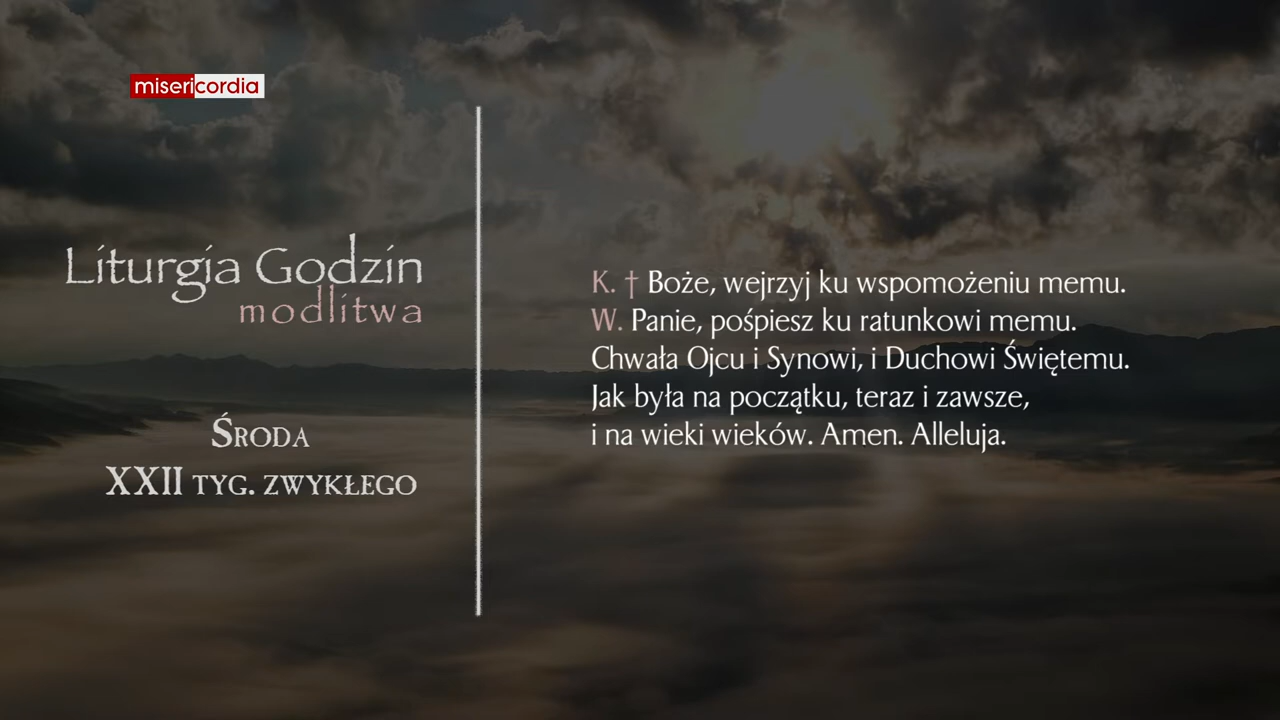 misericordia
Liturgia Godzin
modlitwa
Środa
XXII tyg. zwykłego
K. † Boże, wejrzyj ku wspomożeniu memu.
W. Panie, pośpiesz ku ratunkowi memu.
Chwała Ojcu i Synowi, i Duchowi Świętemu.
Jak była na początku, teraz i zawsze,
i na wieki wieków. Amen. Alleluja.